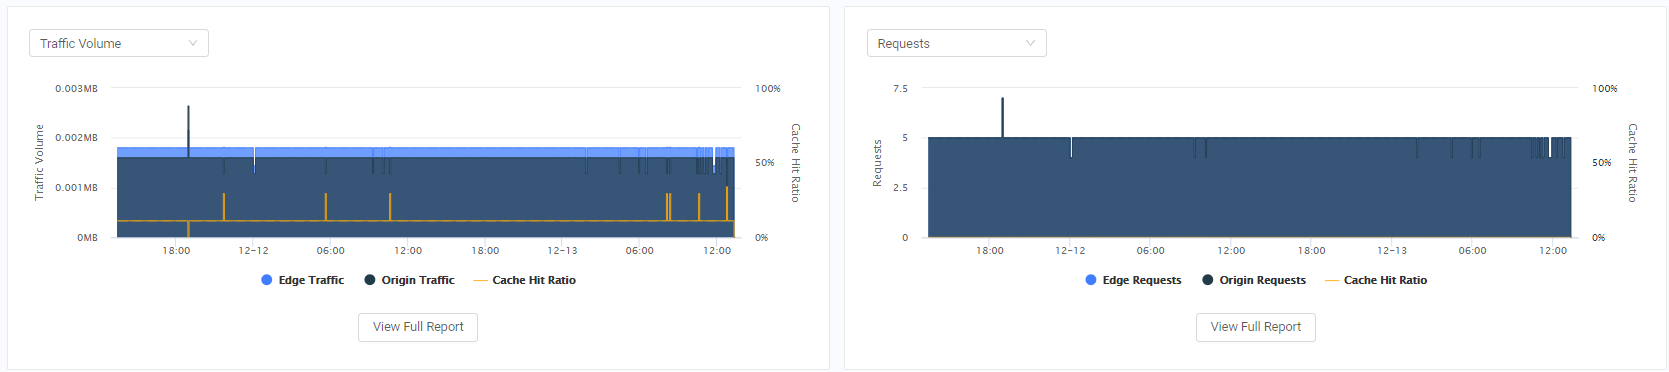 Traffic Volume
0.003MB
0.002MB
0.001MB
0MB
Traffic Volume
100%
50%
0%
Cache Hit Ratio
18:00 12-12 06:00 12:00 18:00 12-13 06:00 12:00
Edge Traffic Origin Traffic Cache Hit Ratio
View Full Report
Requests
7.5
5
2.5
0
Requests
100%
50%
0%
Cache Hit Ratio
18:00 12-12 06:00 12:00 18:00 12-13 06:00 12:00
Edge Requests Origin Requests Cache Hit Ratio
View Full Report